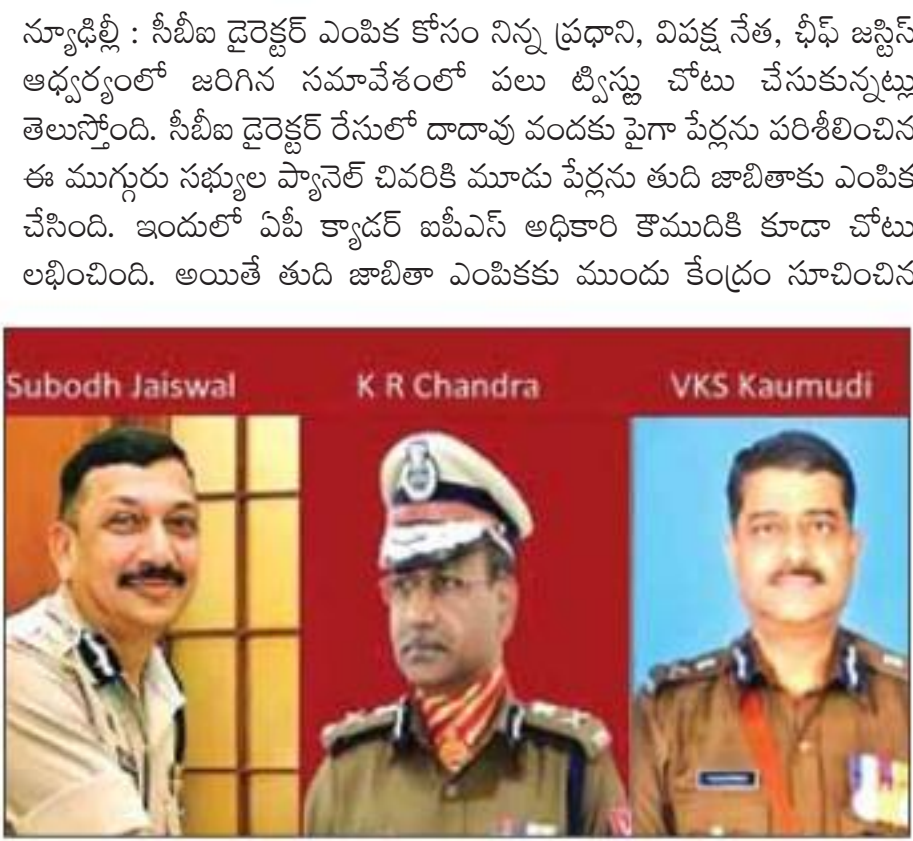 న్యూఢిల్లీ : సీబీఐ డైరెక్టర్ ఎంపిక కోసం నిన్న ప్రధాని, విపక్ష నేత, ఛీఫ్ జస్టిస్
ఆధ్వర్యంలో జరిగిన సమావేశంలో పలు ట్విస్ట్లు చోటు చేసుకున్నట్లు
తెలుస్తోంది. సీబీఐ డైరెక్టర్ రేసులో దాదావు వందకు పైగా పేర్లను పరిశీలించిన
ఈ ముగ్గురు సభ్యుల ప్యానెల్ చివరికి మూడు పేర్లను తుది జాబితాకు ఎంపిక
చేసింది. ఇందులో ఏపీ క్యాడర్ ఐపీఎస్ అధికారి కౌముదికి కూడా చోటు
లభించింది. అయితే తుది జాబితా ఎంపికకు ముందు కేంద్రం సూచించిన
Subodh Jaiswal K R Chandra VKS Kaumudi